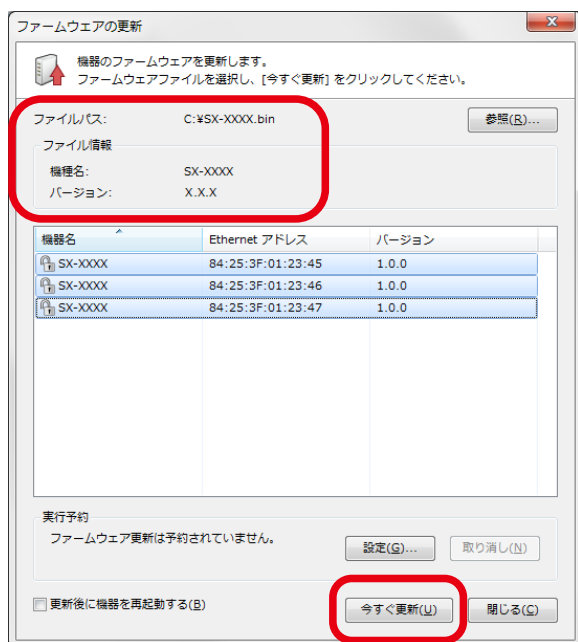 ファームウェアの更新
機器のファームウェアを更新します。
ファームウェアファイルを選択し、[今すぐ更新] をクリックしてください。
ファイルパス: C:¥SX-XXXX.bin 参照(R)...
ファイル情報
機種名: SX-XXXX
バージョン: X.X.X
機器名 Ethernet アドレス バージョン
SX-XXXX 84:25:3F:01:23:45 1.0.0
SX-XXXX 84:25:3F:01:23:46 1.0.0
SX-XXXX 84:25:3F:01:23:47 1.0.0
実行予約
ファームウェア更新は予約されていません。
設定(G)... 取り消し(N)
更新後に機器を再起動する(B) 今すぐ更新(U) 閉じる(C)